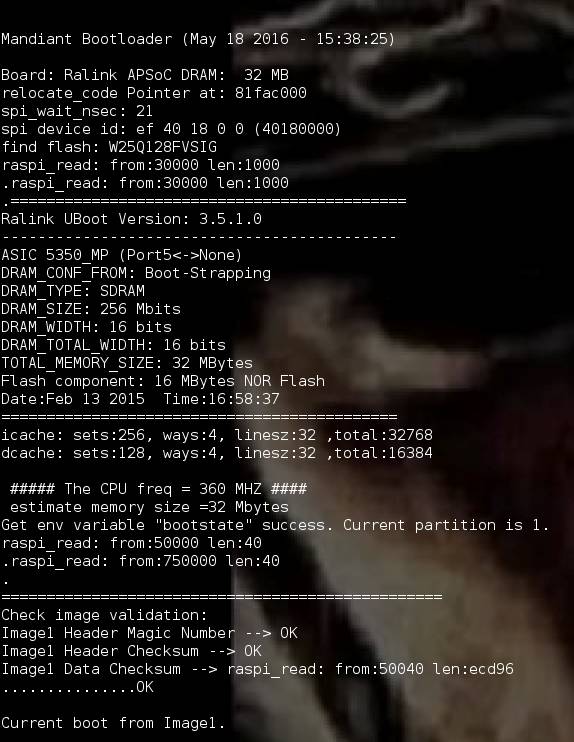 Mandiant Bootloader (May 18 2016 - 15:38:25)
Board: Ralink APSoC DRAM:  32 MB
relocate_code Pointer at: 81fac000
spi_wait_nsec: 21
spi device id: ef 40 18 0 0 (40180000)
find flash: W25Q128FVSIG
raspi_read: from:30000 len:1000
.raspi_read: from:30000 len:1000
.============================================
Ralink UBoot Version: 3.5.1.0
--------------------------------------------
ASIC 5350_MP (Port5<->None)
DRAM_CONF_FROM: Boot-Strapping
DRAM_TYPE: SDRAM
DRAM_SIZE: 256 Mbits
DRAM_WIDTH: 16 bits
DRAM_TOTAL_WIDTH: 16 bits
TOTAL_MEMORY_SIZE: 32 MBytes
Flash component: 16 MBytes NOR Flash
Date:Feb 13 2015  Time:16:58:37
============================================
icache: sets:256, ways:4, linesz:32 ,total:32768
dcache: sets:128, ways:4, linesz:32 ,total:16384
 ##### The CPU freq = 360 MHZ ####
 estimate memory size =32 Mbytes
Get env variable "bootstate" success. Current partition is 1.
raspi_read: from:50000 len:40
.raspi_read: from:750000 len:40
.
=================================================
Check image validation:
Image1 Header Magic Number --> OK
Image1 Header Checksum --> OK
Image1 Data Checksum --> raspi_read: from:50040 len:ecd96
...............OK
Current boot from Image1.